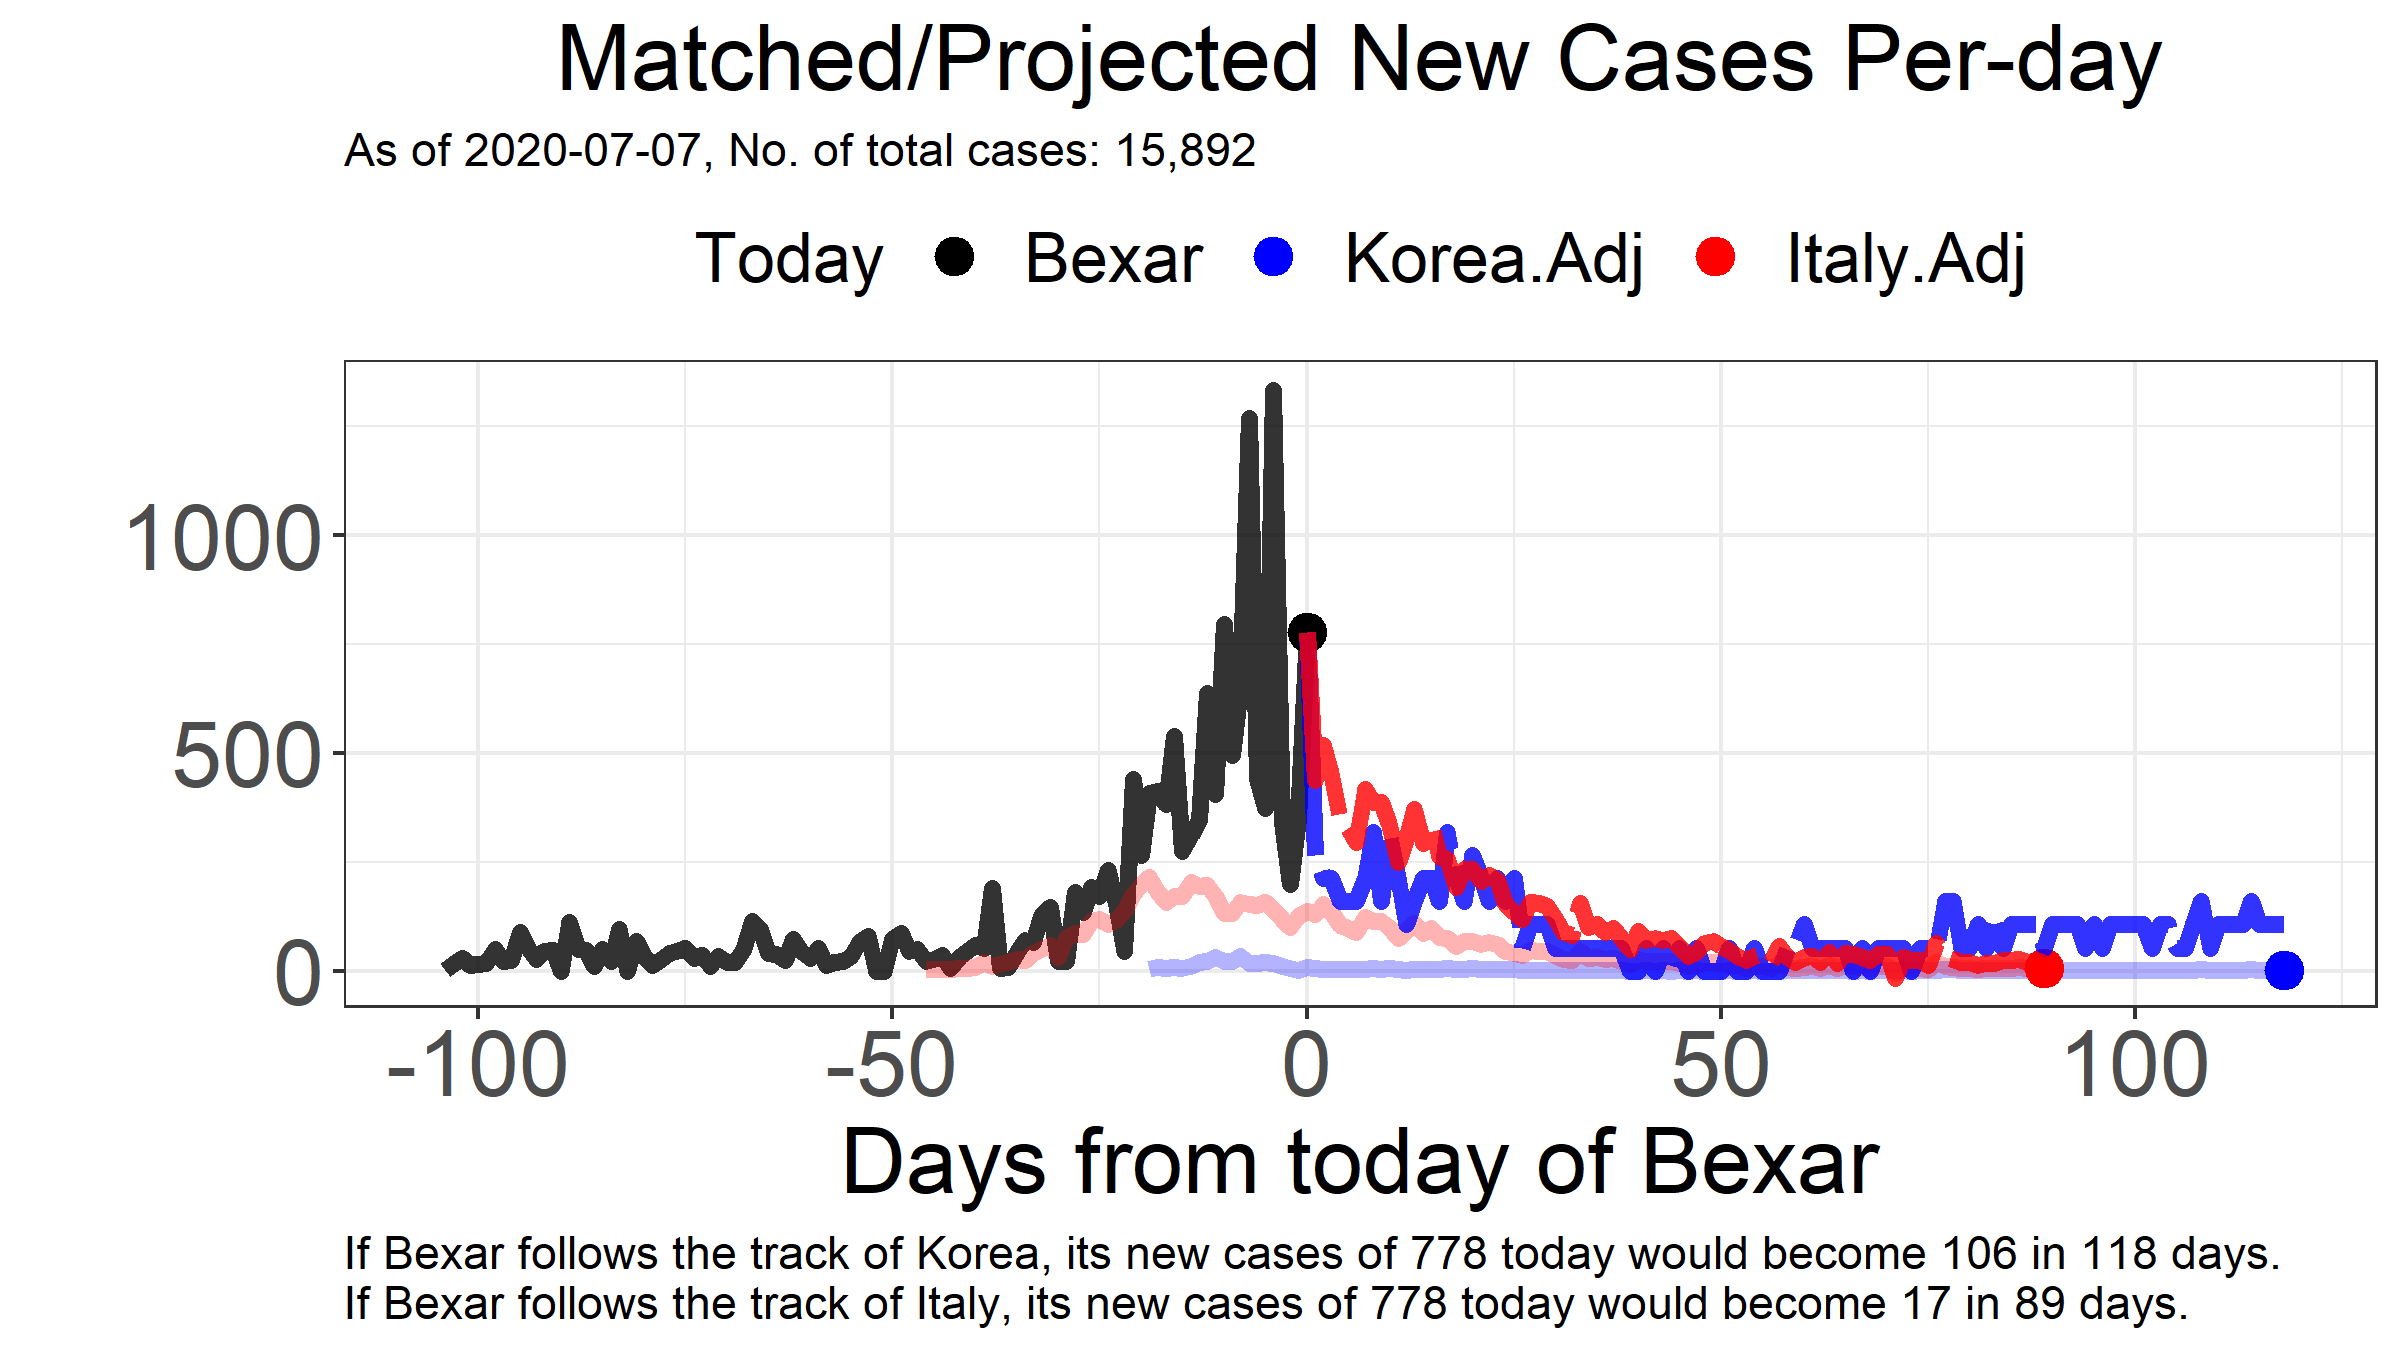 Matched/Projected New Cases Per-day
As of 2020-07-07, No. of total cases: 15,892
Today Bexar Korea.Adj Italy.Adj
1000
500
0
-100 -50 0 50 100
Days from today of Bexar
If Bexar follows the track of Korea, its new cases of 778 today would become 106 in 118 days.
If Bexar follows the track of Italy, its new cases of 778 today would become 17 in 89 days.